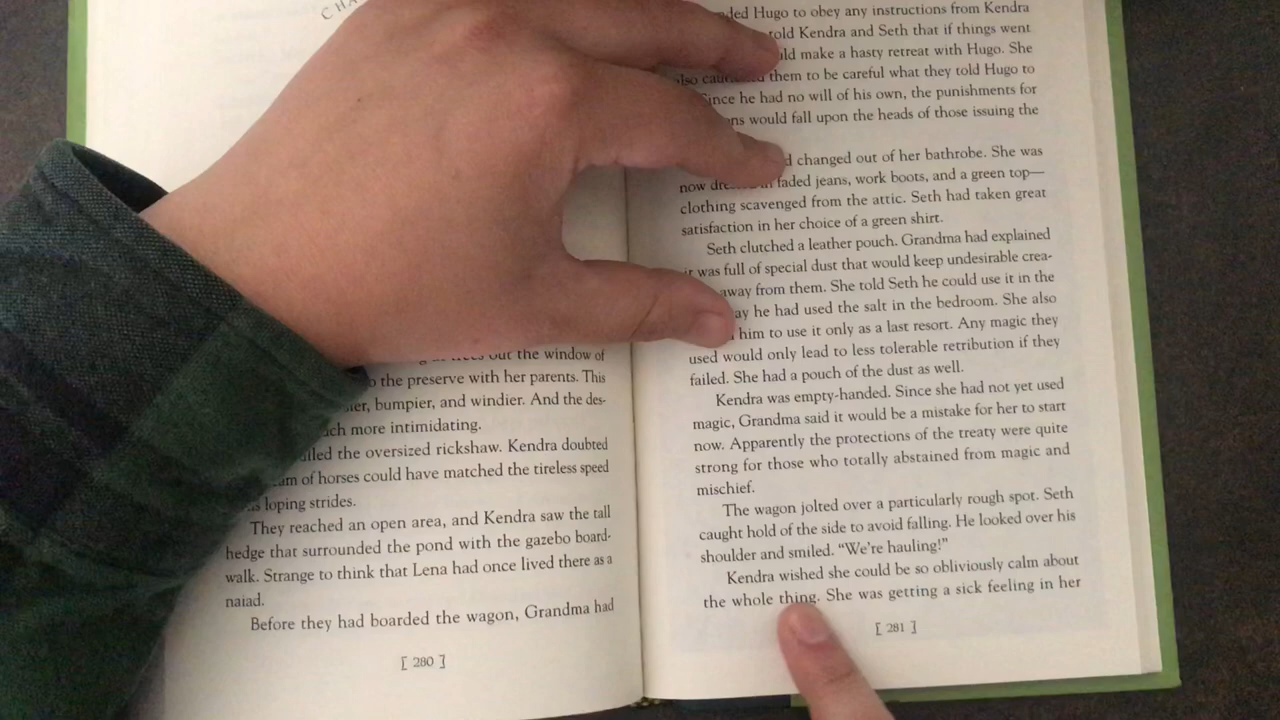 CHA
out the window of
the preserve with her parents. This
bumpier, and windier. And the des-
more intimidating.
the oversized rickshaw. Kendra doubted
of horses could have matched the tireless speed
loping strides.
They reached an open area, and Kendra saw the tall
hedge that surrounded the pond with the gazebo board-
walk. Strange to think that Lena had once lived there as a
naiad.
Before they had boarded the wagon, Grandma had
[ 280 ]
Hugo to obey any instructions from Kendra
told Kendra and Seth that if things went
make a hasty retreat with Hugo. She
also them to be careful what they told Hugo to
Since he had no will of his own, the punishments for
would fall upon the heads of those issuing the
changed out of her bathrobe. She was
now faded jeans, work boots, and a green top—
clothing scavenged from the attic. Seth had taken great
satisfaction in her choice of a green shirt.
Seth clutched a leather pouch. Grandma had explained
it was full of special dust that would keep undesirable crea-
away from them. She told Seth he could use it in the
he had used the salt in the bedroom. She also
him to use it only as a last resort. Any magic they
used would only lead to less tolerable retribution if they
failed. She had a pouch of the dust as well.
Kendra was empty-handed. Since she had not yet used
magic, Grandma said it would be a mistake for her to start
now. Apparently the protections of the treaty were quite
strong for those who totally abstained from magic and
mischief.
The wagon jolted over a particularly rough spot. Seth
caught hold of the side to avoid falling. He looked over his
shoulder and smiled. “We’re hauling!”
Kendra wished she could be so obliviously calm about
the whole thing. She was getting a sick feeling in her
[ 281 ]